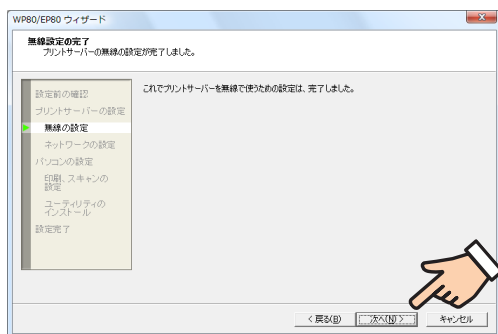 WP80/EP80 ウィザード
無線設定の完了
プリントサーバーの無線の設定が完了しました。
設定前の確認
プリントサーバーの設定
無線の設定
ネットワークの設定
パソコンの設定
印刷、スキャンの
設定
ユーティリティの
インストール
設定完了
これでプリントサーバーを無線で使うための設定は、完了しました。
< 戻る(B)
次へ(N) >
キャンセル